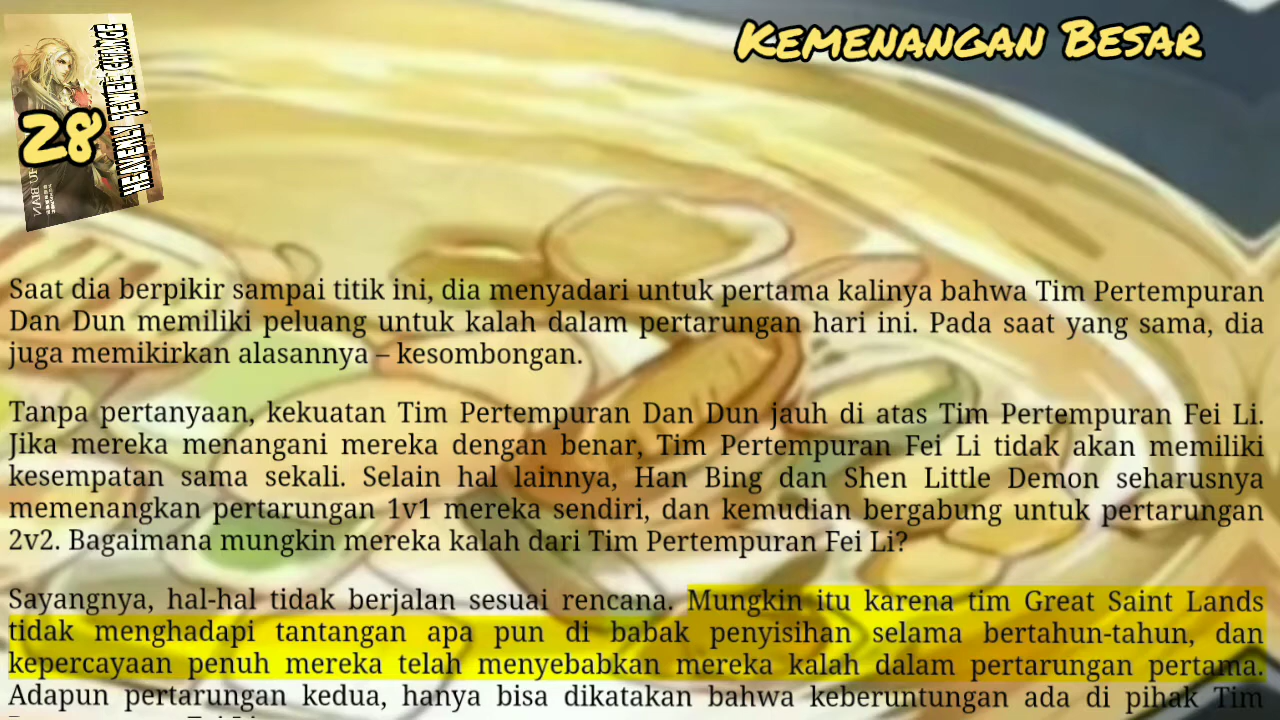 Kemenangan Besar
28
HEAVENLY JEWEL CHANGE
Saat dia berpikir sampai titik ini, dia menyadari untuk pertama kalinya bahwa Tim Pertempuran
Dan Dun memiliki peluang untuk kalah dalam pertarungan hari ini. Pada saat yang sama, dia
juga memikirkan alasannya – kesombongan.
Tanpa pertanyaan, kekuatan Tim Pertempuran Dan Dun jauh di atas Tim Pertempuran Fei Li.
Jika mereka menangani mereka dengan benar, Tim Pertempuran Fei Li tidak akan memiliki
kesempatan sama sekali. Selain hal lainnya, Han Bing dan Shen Little Demon seharusnya
memenangkan pertarungan 1v1 mereka sendiri, dan kemudian bergabung untuk pertarungan
2v2. Bagaimana mungkin mereka kalah dari Tim Pertempuran Fei Li?
Sayangnya, hal-hal tidak berjalan sesuai rencana. Mungkin itu karena tim Great Saint Lands
tidak menghadapi tantangan apa pun di babak penyisihan selama bertahun-tahun, dan
kepercayaan penuh mereka telah menyebabkan mereka kalah dalam pertarungan pertama.
Adapun pertarungan kedua, hanya bisa dikatakan bahwa keberuntungan ada di pihak Tim